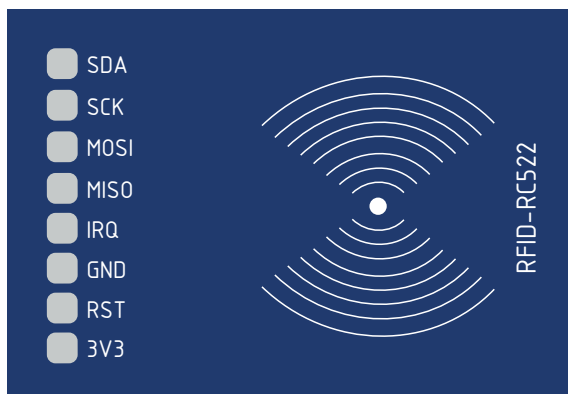 SDA
SCK
MOSI
MISO
IRQ
GND
RST
3V3
RFID-RC522